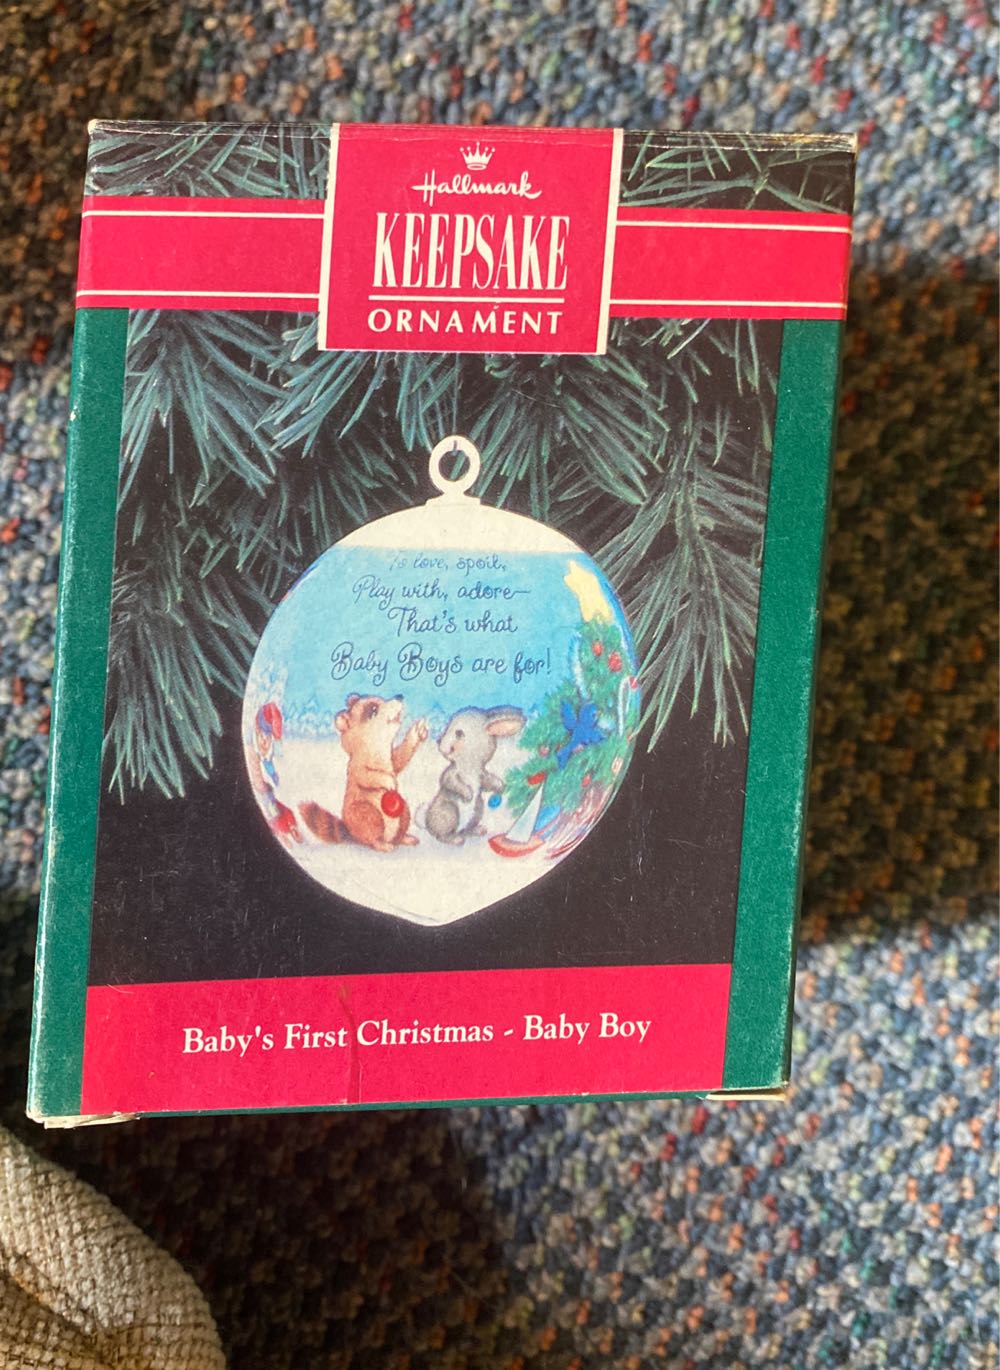 Hallmark
KEEPSAKE
ORNAMENT
To love, spoil,
Play with, adore—
That's what
Baby Boys are for!
Baby's First Christmas - Baby Boy